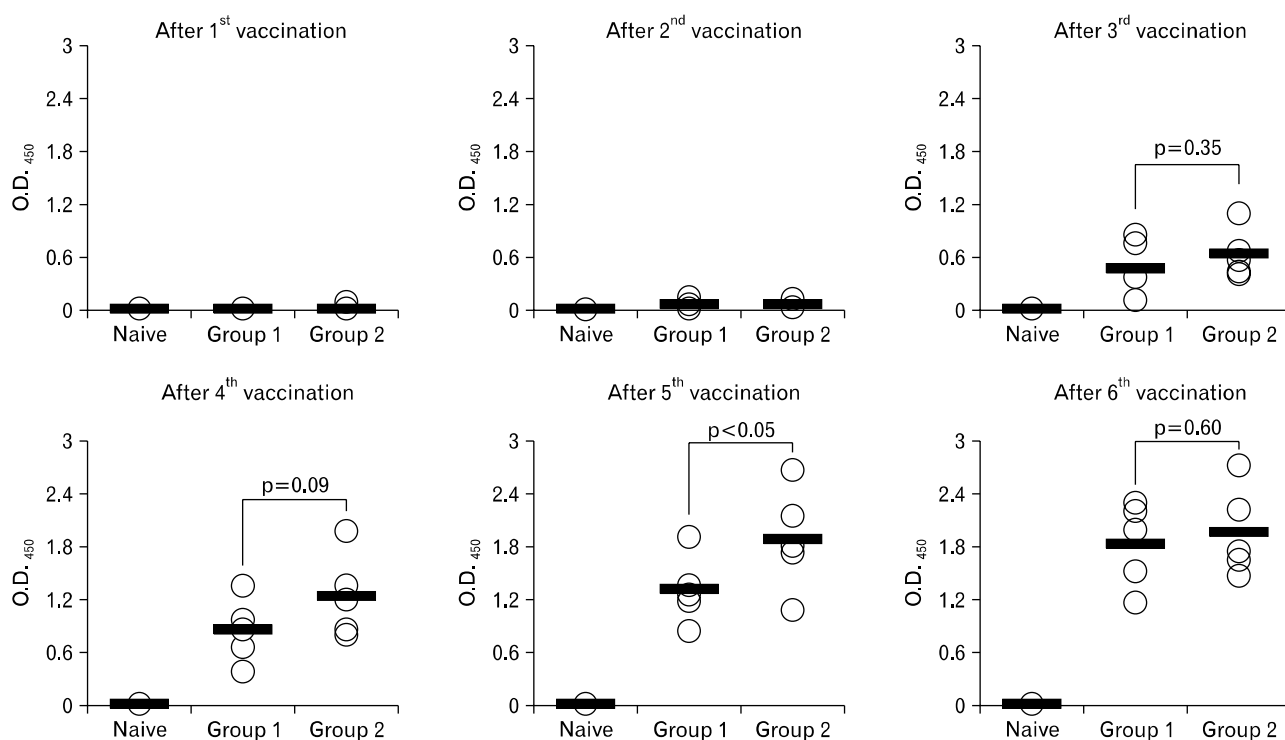 After 1st vaccination
3
2.4
1.8
1.2
0.6
0
O.D. 450
Naive Group 1 Group 2
After 2nd vaccination
3
2.4
1.8
1.2
0.6
0
O.D. 450
Naive Group 1 Group 2
After 3rd vaccination
3
2.4
1.8
1.2
0.6
0
O.D. 450
p=0.35
Naive Group 1 Group 2
After 4th vaccination
3
2.4
1.8
1.2
0.6
0
O.D. 450
p=0.09
Naive Group 1 Group 2
After 5th vaccination
3
2.4
1.8
1.2
0.6
0
O.D. 450
p<0.05
Naive Group 1 Group 2
After 6th vaccination
3
2.4
1.8
1.2
0.6
0
O.D. 450
p=0.60
Naive Group 1 Group 2